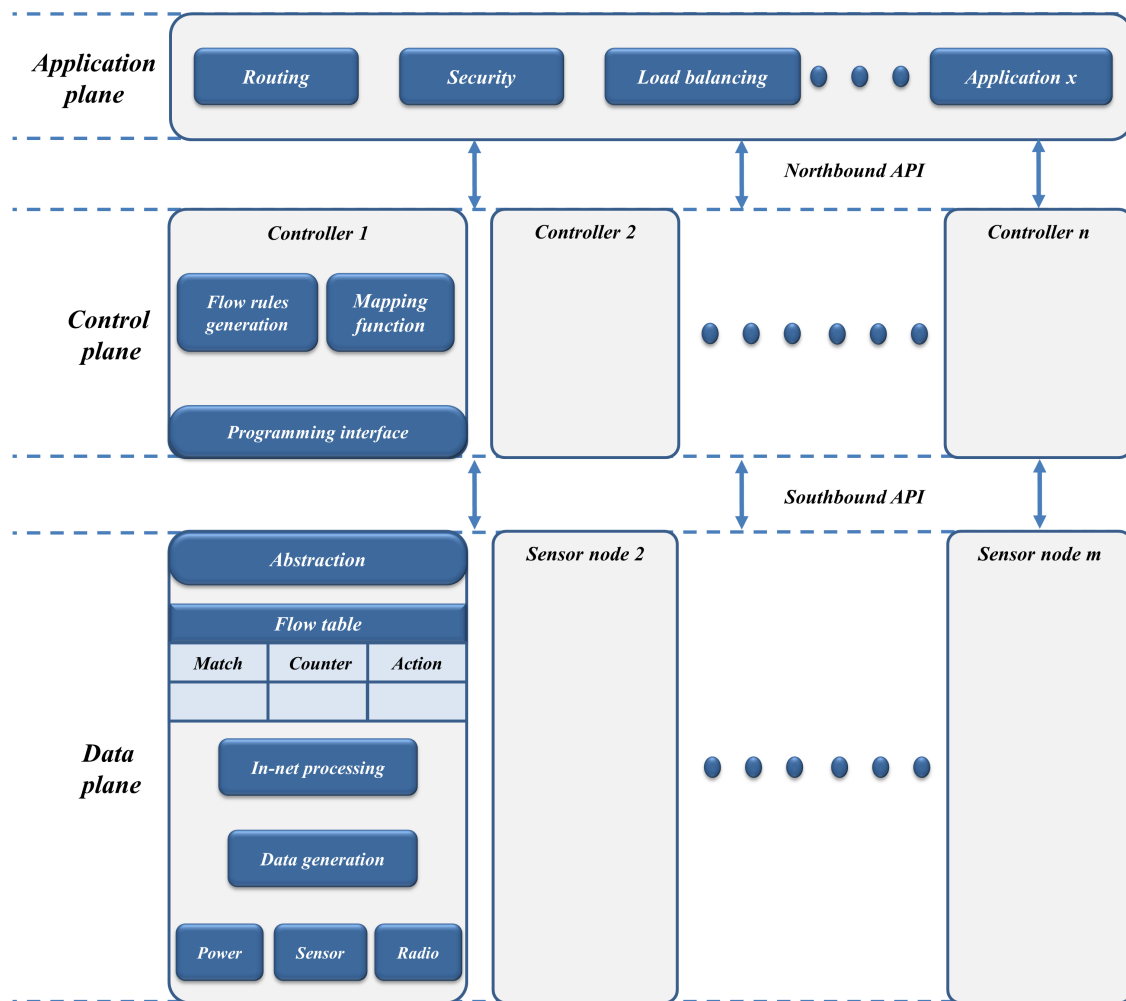 Application
plane
Routing
Security
Load balancing
Application x
Northbound API
Control
plane
Controller 1
Controller 2
Controller n
Flow rules
generation
Mapping
function
Programming interface
Southbound API
Data
plane
Abstraction
Sensor node 2
Sensor node m
Flow table
Match
Counter
Action
In-net processing
Data generation
Power
Sensor
Radio